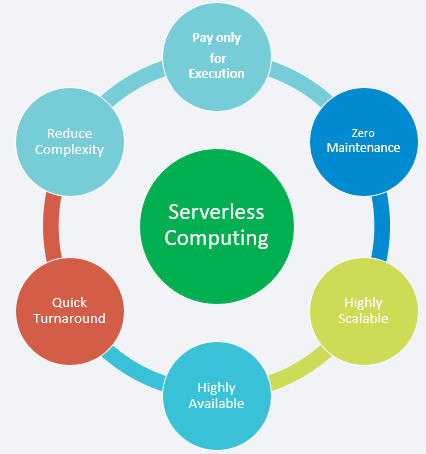 Pay only
for
Execution
Zero
Maintenance
Highly
Scalable
Highly
Available
Quick
Turnaround
Reduce
Complexity
Serverless
Computing